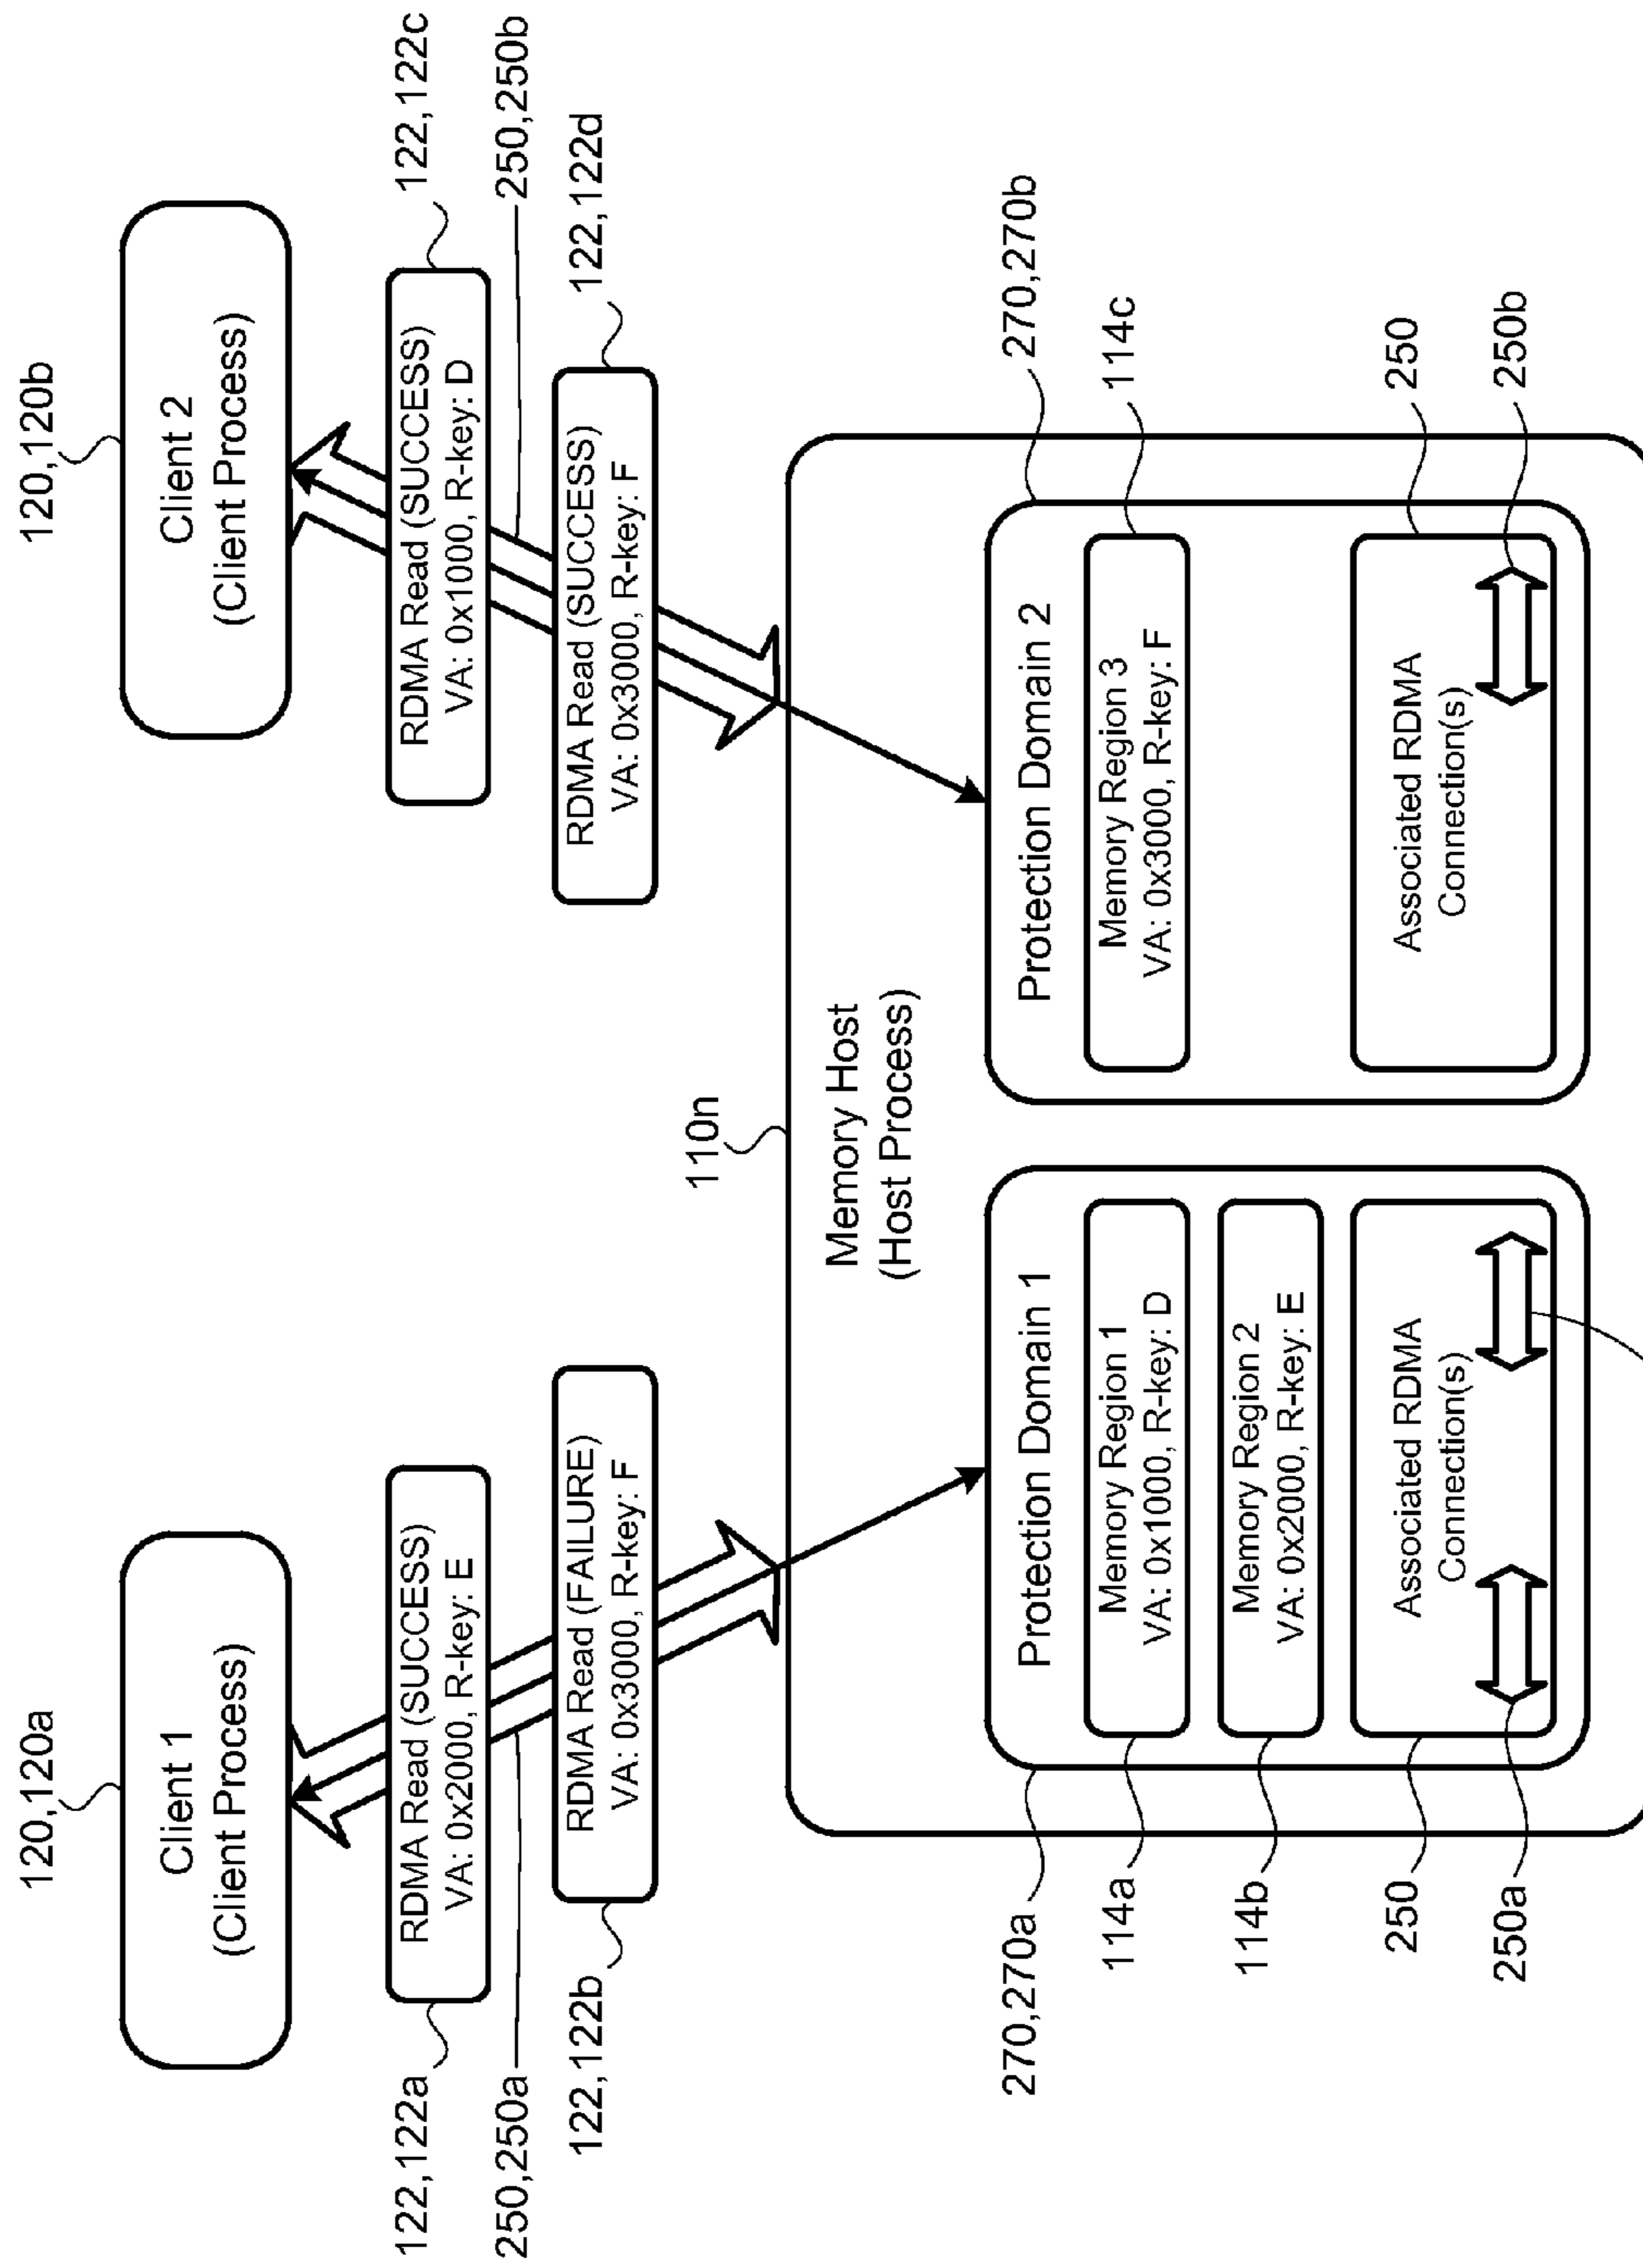 120,120a
Client 1
(Client Process)
120,120b
Client 2
(Client Process)
122,122a
RDMA Read (SUCCESS)
VA: 0x2000, R-key: E
250,250a
122,122b
RDMA Read (FAILURE)
VA: 0x3000, R-key: F
RDMA Read (SUCCESS)
VA: 0x1000, R-key: D
122,122c
250,250b
RDMA Read (SUCCESS)
VA: 0x3000, R-key: F
122,122d
110n
Memory Host
(Host Process)
270,270a
Protection Domain 1
114a
Memory Region 1
VA: 0x1000, R-key: D
114b
Memory Region 2
VA: 0x2000, R-key: E
250
Associated RDMA
Connection(s)
250a
Protection Domain 2
270,270b
Memory Region 3
VA: 0x3000, R-key: F
114c
Associated RDMA
Connection(s)
250
250b